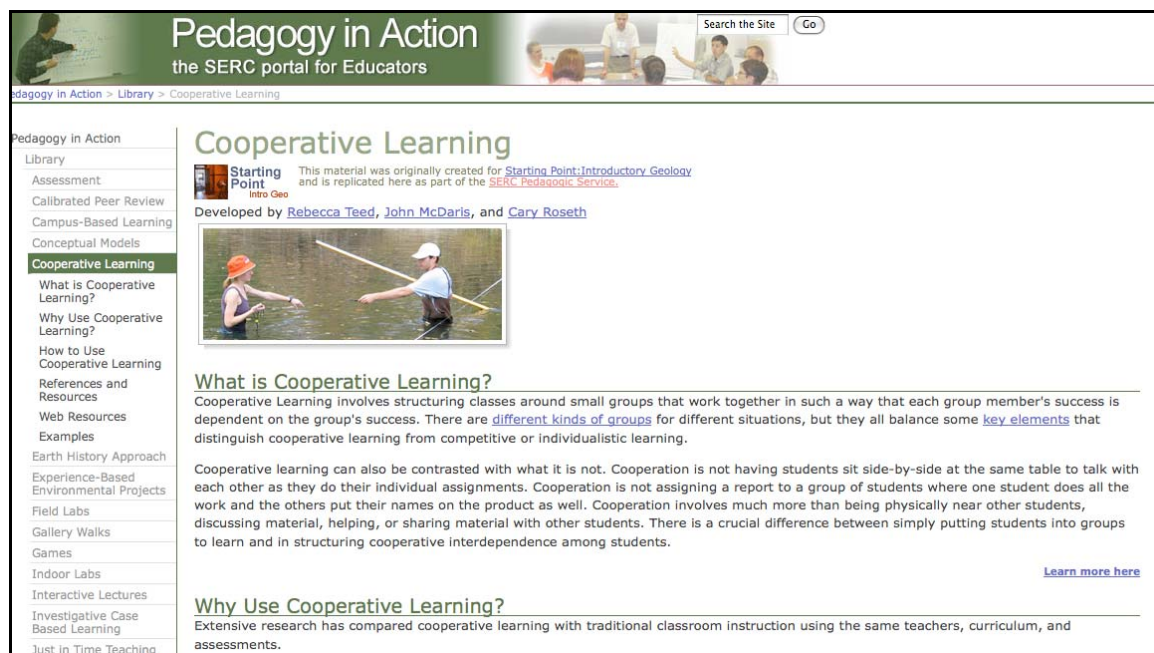 Pedagogy in Action
the SERC portal for Educators
Search the Site
Go
edagogy in Action > Library > Cooperative Learning
Pedagogy in Action
Library
Assessment
Calibrated Peer Review
Campus-Based Learning
Conceptual Models
Cooperative Learning
What is Cooperative
Learning?
Why Use Cooperative
Learning?
How to Use
Cooperative Learning
References and
Resources
Web Resources
Examples
Earth History Approach
Experience-Based
Environmental Projects
Field Labs
Gallery Walks
Games
Indoor Labs
Interactive Lectures
Investigative Case
Based Learning
Just in Time Teaching
Cooperative Learning
Starting
Point
Intro Geo
This material was originally created for Starting Point:Introductory Geology
and is replicated here as part of the SERC Pedagogic Service.
Developed by Rebecca Teed, John McDaris, and Cary Roseth
What is Cooperative Learning?
Cooperative Learning involves structuring classes around small groups that work together in such a way that each group member's success is
dependent on the group's success. There are different kinds of groups for different situations, but they all balance some key elements that
distinguish cooperative learning from competitive or individualistic learning.
Cooperative learning can also be contrasted with what it is not. Cooperation is not having students sit side-by-side at the same table to talk with
each other as they do their individual assignments. Cooperation is not assigning a report to a group of students where one student does all the
work and the others put their names on the product as well. Cooperation involves much more than being physically near other students,
discussing material, helping, or sharing material with other students. There is a crucial difference between simply putting students into groups
to learn and in structuring cooperative interdependence among students.
Learn more here
Why Use Cooperative Learning?
Extensive research has compared cooperative learning with traditional classroom instruction using the same teachers, curriculum, and
assessments.